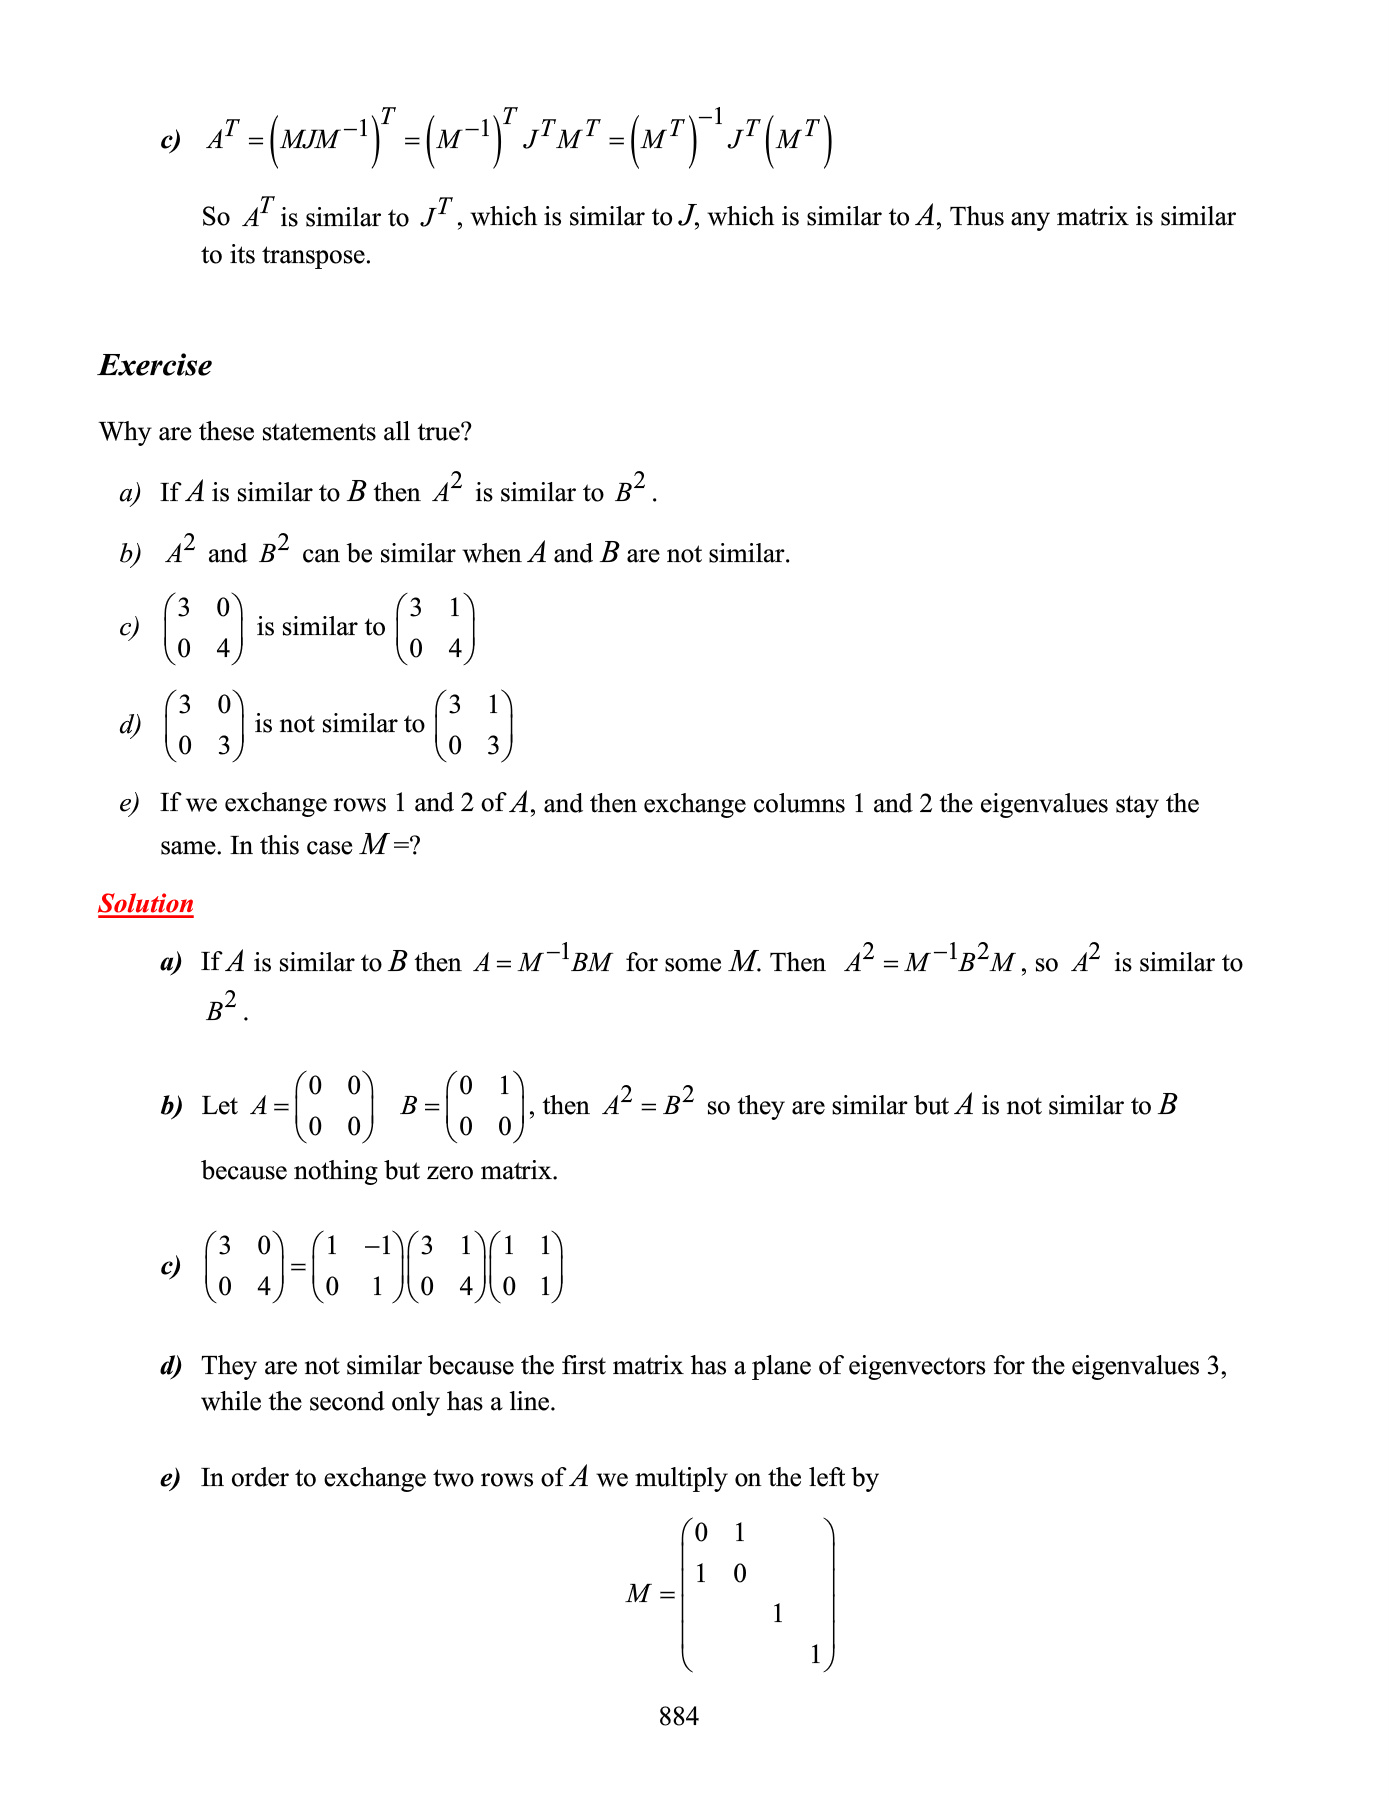 c) A^T = (MJM^{-1})^T = (M^{-1})^T J^T M^T = (M^T)^{-1} J^T (M^T)
So A^T is similar to J^T, which is similar to J, which is similar to A, Thus any matrix is similar
to its transpose.
Exercise
Why are these statements all true?
a) If A is similar to B then A^2 is similar to B^2.
b) A^2 and B^2 can be similar when A and B are not similar.
c) \begin{pmatrix} 3 & 0 \\ 0 & 4 \end{pmatrix} is similar to \begin{pmatrix} 3 & 1 \\ 0 & 4 \end{pmatrix}
d) \begin{pmatrix} 3 & 0 \\ 0 & 3 \end{pmatrix} is not similar to \begin{pmatrix} 3 & 1 \\ 0 & 3 \end{pmatrix}
e) If we exchange rows 1 and 2 of A, and then exchange columns 1 and 2 the eigenvalues stay the
same. In this case M =?
Solution
a) If A is similar to B then A = M^{-1}BM for some M. Then A^2 = M^{-1}B^2M, so A^2 is similar to
B^2.
b) Let A = \begin{pmatrix} 0 & 0 \\ 0 & 0 \end{pmatrix} B = \begin{pmatrix} 0 & 1 \\ 0 & 0 \end{pmatrix}, then A^2 = B^2 so they are similar but A is not similar to B
because nothing but zero matrix.
c) \begin{pmatrix} 3 & 0 \\ 0 & 4 \end{pmatrix} = \begin{pmatrix} 1 & -1 \\ 0 & 1 \end{pmatrix} \begin{pmatrix} 3 & 1 \\ 0 & 4 \end{pmatrix} \begin{pmatrix} 1 & 1 \\ 0 & 1 \end{pmatrix}
d) They are not similar because the first matrix has a plane of eigenvectors for the eigenvalues 3,
while the second only has a line.
e) In order to exchange two rows of A we multiply on the left by
M = \begin{pmatrix} 0 & 1 & & \\ 1 & 0 & & \\ & & 1 & \\ & & & 1 \end{pmatrix}
884